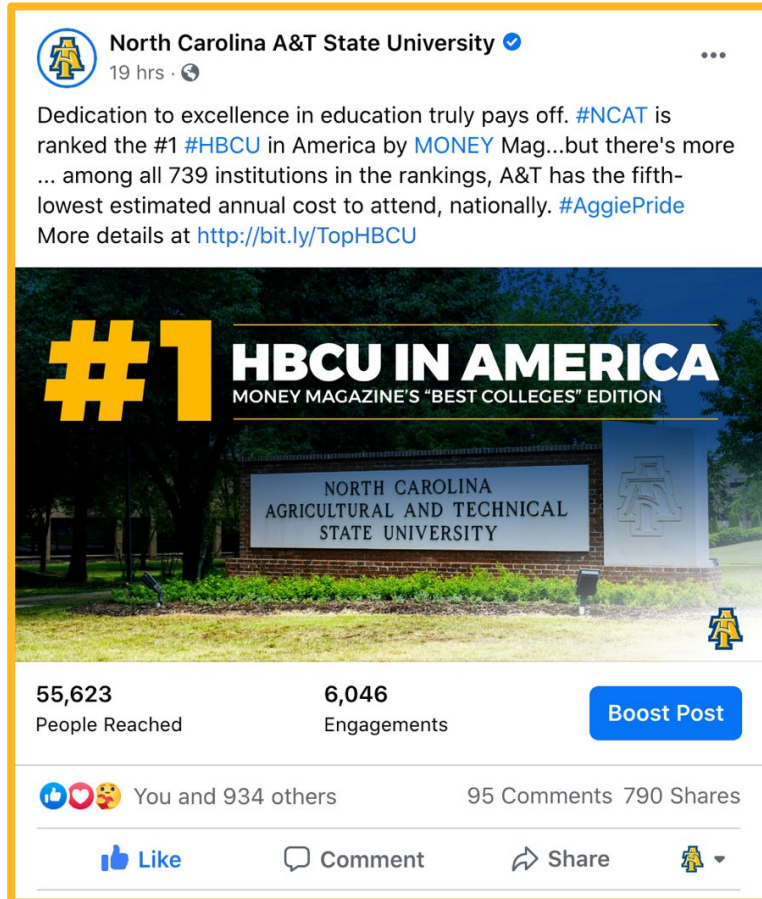 North Carolina A&T State University
19 hrs ·
Dedication to excellence in education truly pays off. #NCAT is
ranked the #1 #HBCU in America by MONEY Mag...but there's more
... among all 739 institutions in the rankings, A&T has the fifth-
lowest estimated annual cost to attend, nationally. #AggiePride
More details at http://bit.ly/TopHBCU
#1 HBCU IN AMERICA
MONEY MAGAZINE'S "BEST COLLEGES" EDITION
NORTH CAROLINA
AGRICULTURAL AND TECHNICAL
STATE UNIVERSITY
AT
AT
55,623 6,046
People Reached Engagements Boost Post
You and 934 others 95 Comments 790 Shares
Like Comment Share